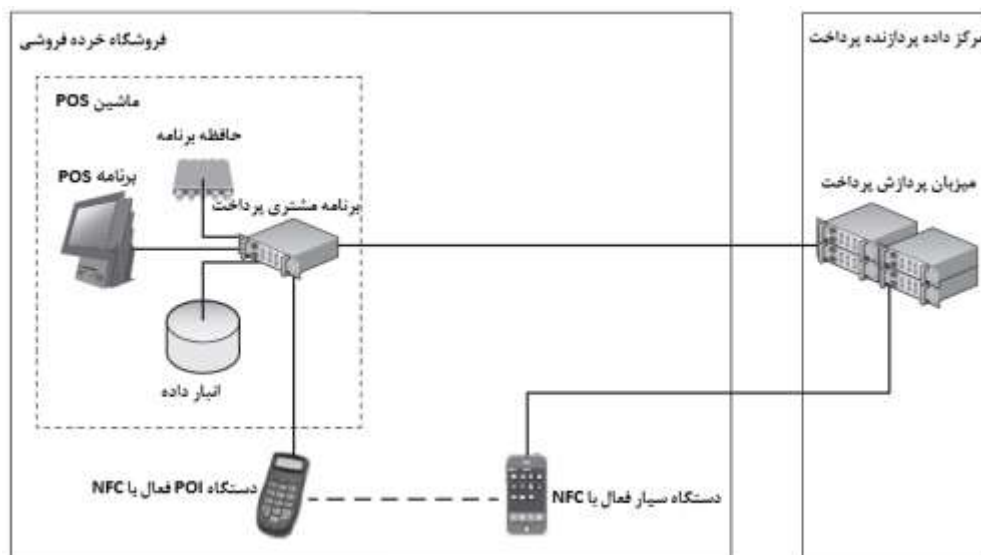 مرکز داده پردازنده پرداخت
فروشگاه خرده فروشی
ماشین POS
حافظه برنامه
برنامه POS
میزبان پردازش پرداخت
برنامه مشتری پرداخت
انبار داده
دستگاه POI فعال با NFC
دستگاه سیار فعال با NFC